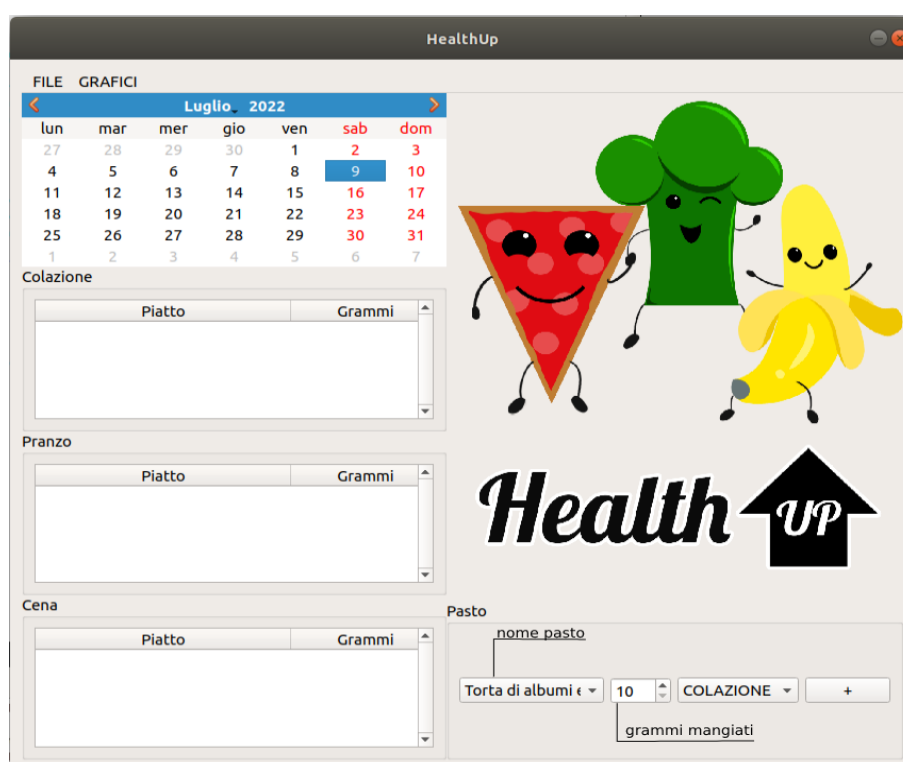 HealthUp
FILE GRAFICI
Luglio 2022
lun mar mer gio ven sab dom
27 28 29 30 1 2 3
4 5 6 7 8 9 10
11 12 13 14 15 16 17
18 19 20 21 22 23 24
25 26 27 28 29 30 31
1 2 3 4 5 6 7
Colazione
Piatto Grammi
Pranzo
Piatto Grammi
Health UP
Cena
Piatto Grammi
Pasto
nome pasto
Torta di albumi 10 COLAZIONE +
grammi mangiati